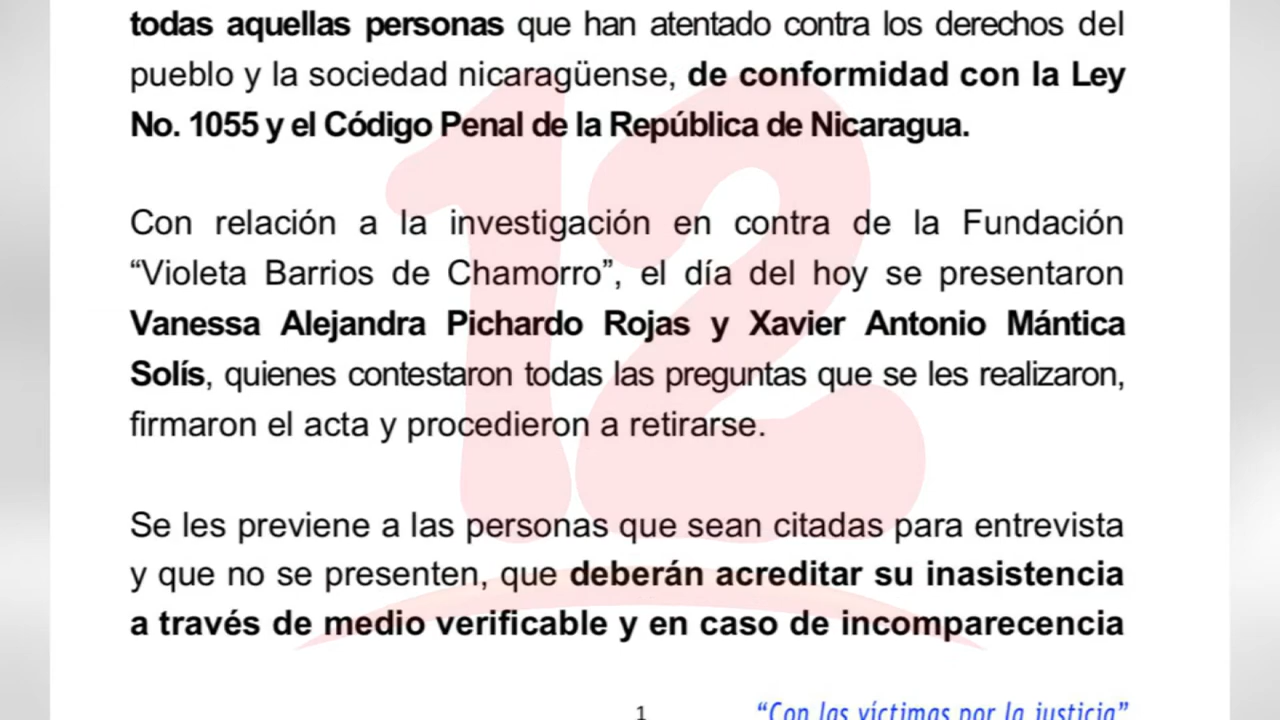 todas aquellas personas que han atentado contra los derechos del
pueblo y la sociedad nicaragüense, de conformidad con la Ley
No. 1055 y el Código Penal de la República de Nicaragua.
Con relación a la investigación en contra de la Fundación
“Violeta Barrios de Chamorro”, el día del hoy se presentaron
Vanessa Alejandra Pichardo Rojas y Xavier Antonio Mántica
Solís, quienes contestaron todas las preguntas que se les realizaron,
firmaron el acta y procedieron a retirarse.
Se les previene a las personas que sean citadas para entrevista
y que no se presenten, que deberán acreditar su inasistencia
a través de medio verificable y en caso de incomparecencia
1
“Con las víctimas por la justicia”
12